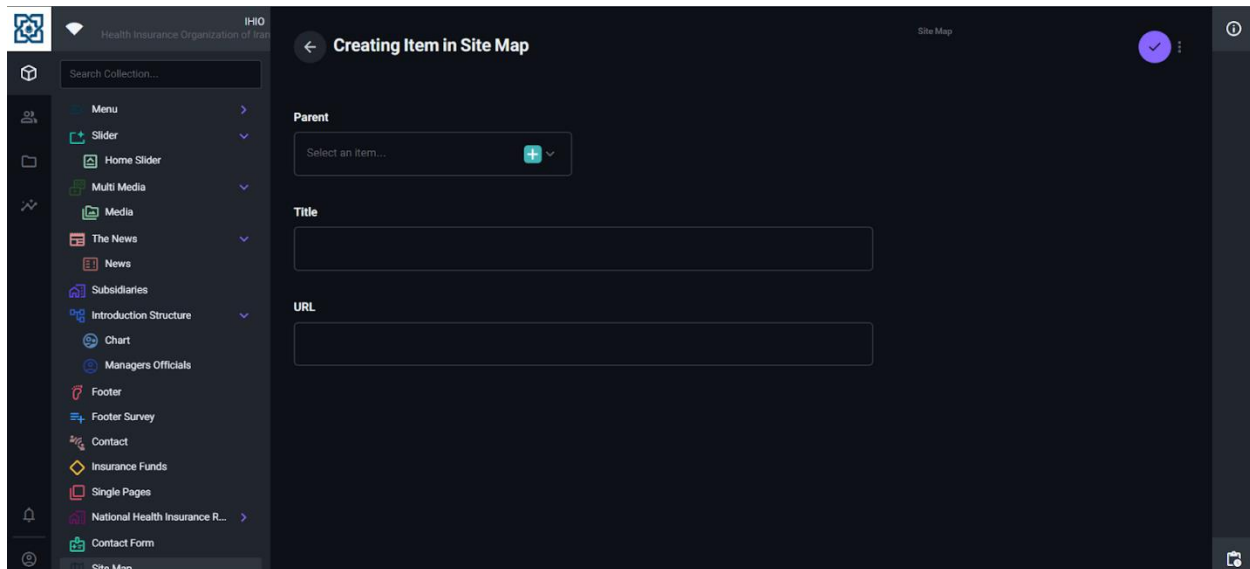 IHIO
Health Insurance Organization of Iran
Search Collection...
Menu
Slider
Home Slider
Multi Media
Media
The News
News
Subsidiaries
Introduction Structure
Chart
Managers Officials
Footer
Footer Survey
Contact
Insurance Funds
Single Pages
National Health Insurance R...
Contact Form
Site Map
Creating Item in Site Map
Site Map
Parent
Select an item...
Title
URL